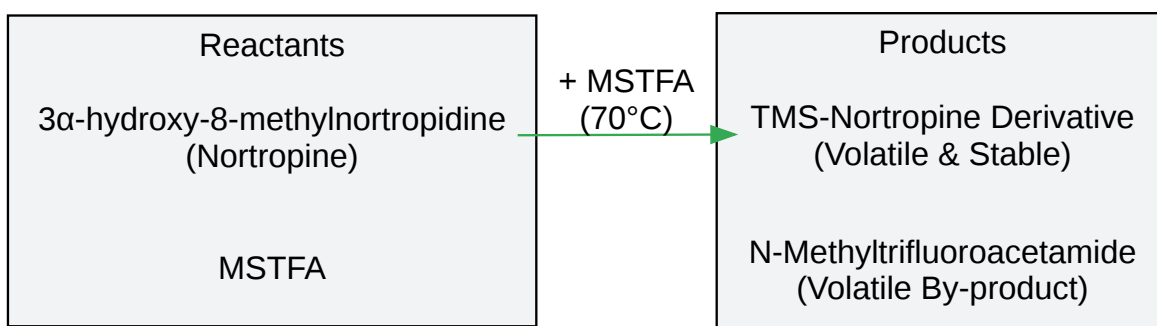 Reactants
3α-hydroxy-8-methylnortropidine
(Nortropine)
MSTFA
+ MSTFA
(70°C)
Products
TMS-Nortropine Derivative
(Volatile & Stable)
N-Methyltrifluoroacetamide
(Volatile By-product)